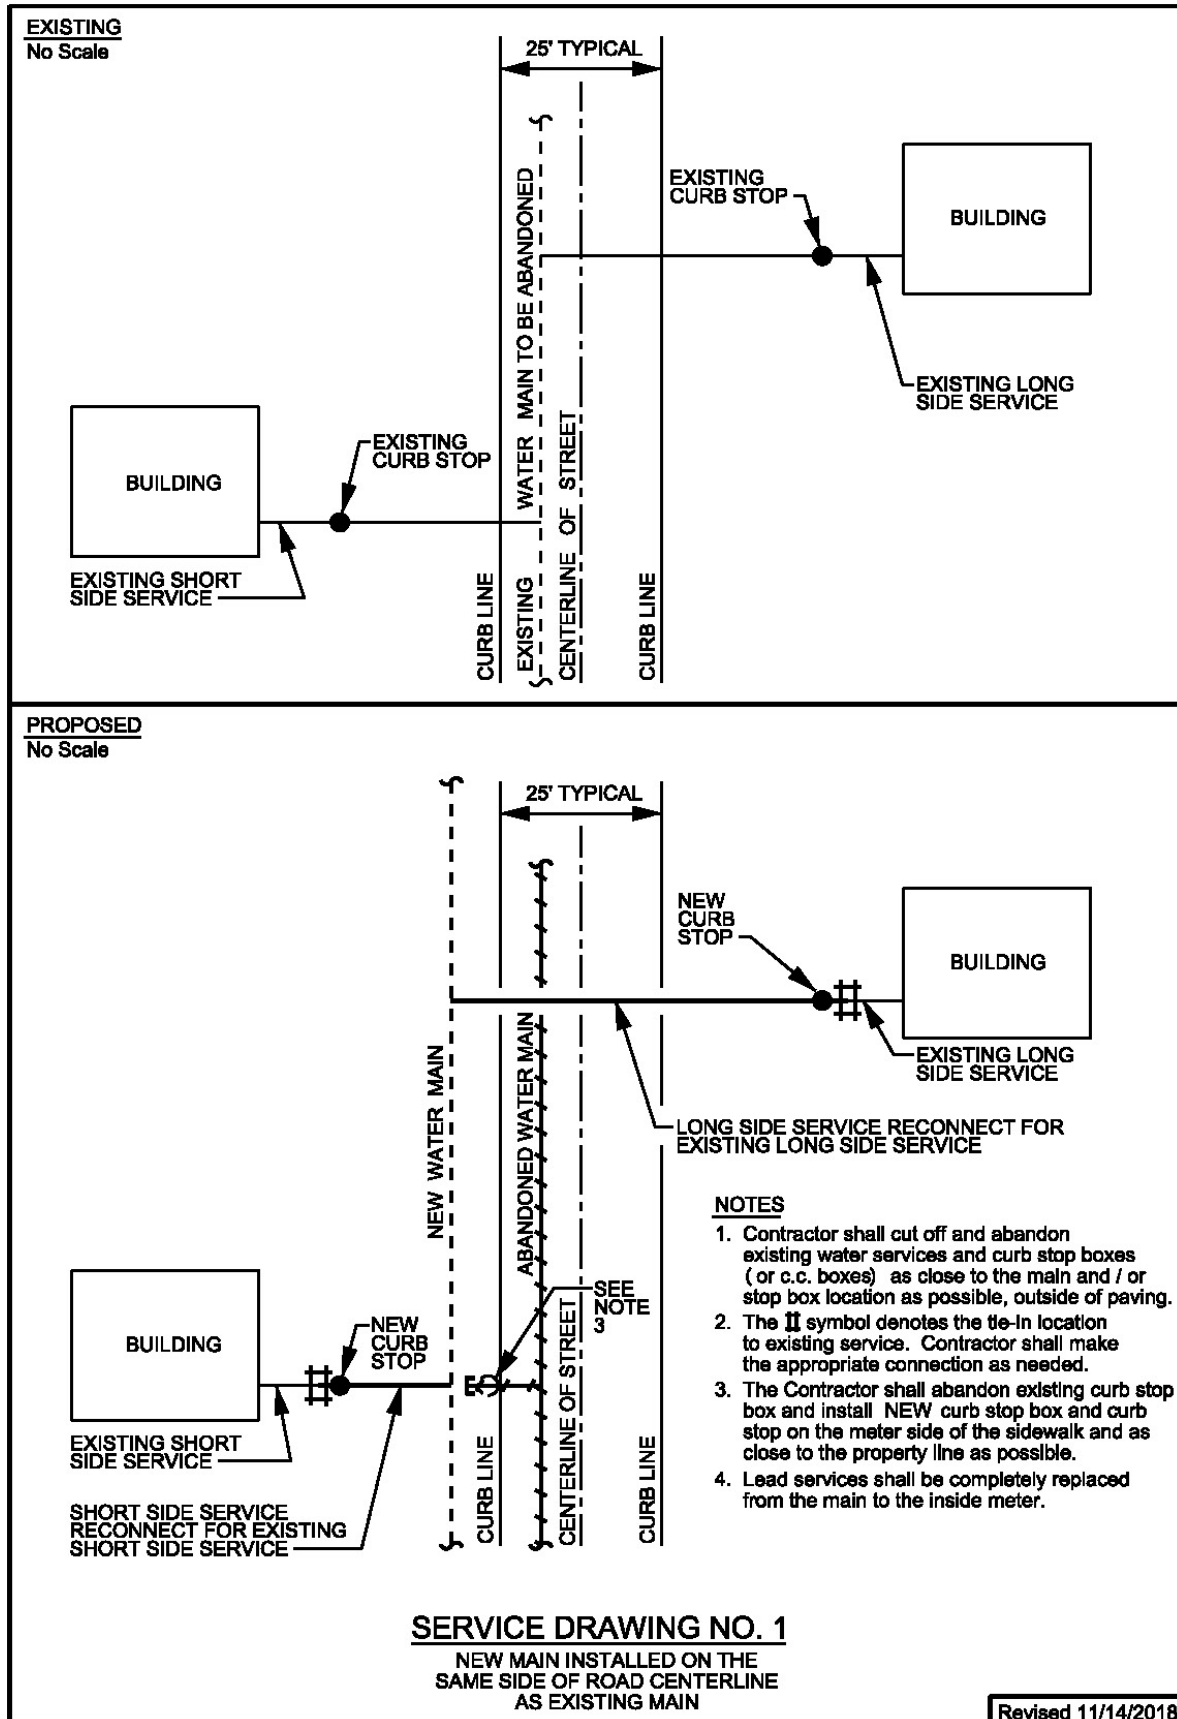 EXISTING
No Scale
25' TYPICAL
EXISTING
CURB STOP
BUILDING
EXISTING LONG
SIDE SERVICE
EXISTING WATER MAIN TO BE ABANDONED
CENTERLINE OF STREET
EXISTING
CURB STOP
BUILDING
EXISTING SHORT
SIDE SERVICE
CURB LINE
CURB LINE
PROPOSED
No Scale
25' TYPICAL
NEW
CURB
STOP
BUILDING
EXISTING LONG
SIDE SERVICE
LONG SIDE SERVICE RECONNECT FOR
EXISTING LONG SIDE SERVICE
NEW WATER MAIN
ABANDONED WATER MAIN
SEE
NOTE
3
CENTERLINE OF STREET
NEW
CURB
STOP
BUILDING
EXISTING SHORT
SIDE SERVICE
SHORT SIDE SERVICE
RECONNECT FOR EXISTING
SHORT SIDE SERVICE
CURB LINE
CURB LINE
NOTES
1. Contractor shall cut off and abandon
existing water services and curb stop boxes
( or c.c. boxes) as close to the main and / or
stop box location as possible, outside of paving.
2. The II symbol denotes the tie-in location
to existing service. Contractor shall make
the appropriate connection as needed.
3. The Contractor shall abandon existing curb stop
box and install NEW curb stop box and curb
stop on the meter side of the sidewalk and as
close to the property line as possible.
4. Lead services shall be completely replaced
from the main to the inside meter.
SERVICE DRAWING NO. 1
NEW MAIN INSTALLED ON THE
SAME SIDE OF ROAD CENTERLINE
AS EXISTING MAIN
Revised 11/14/2018